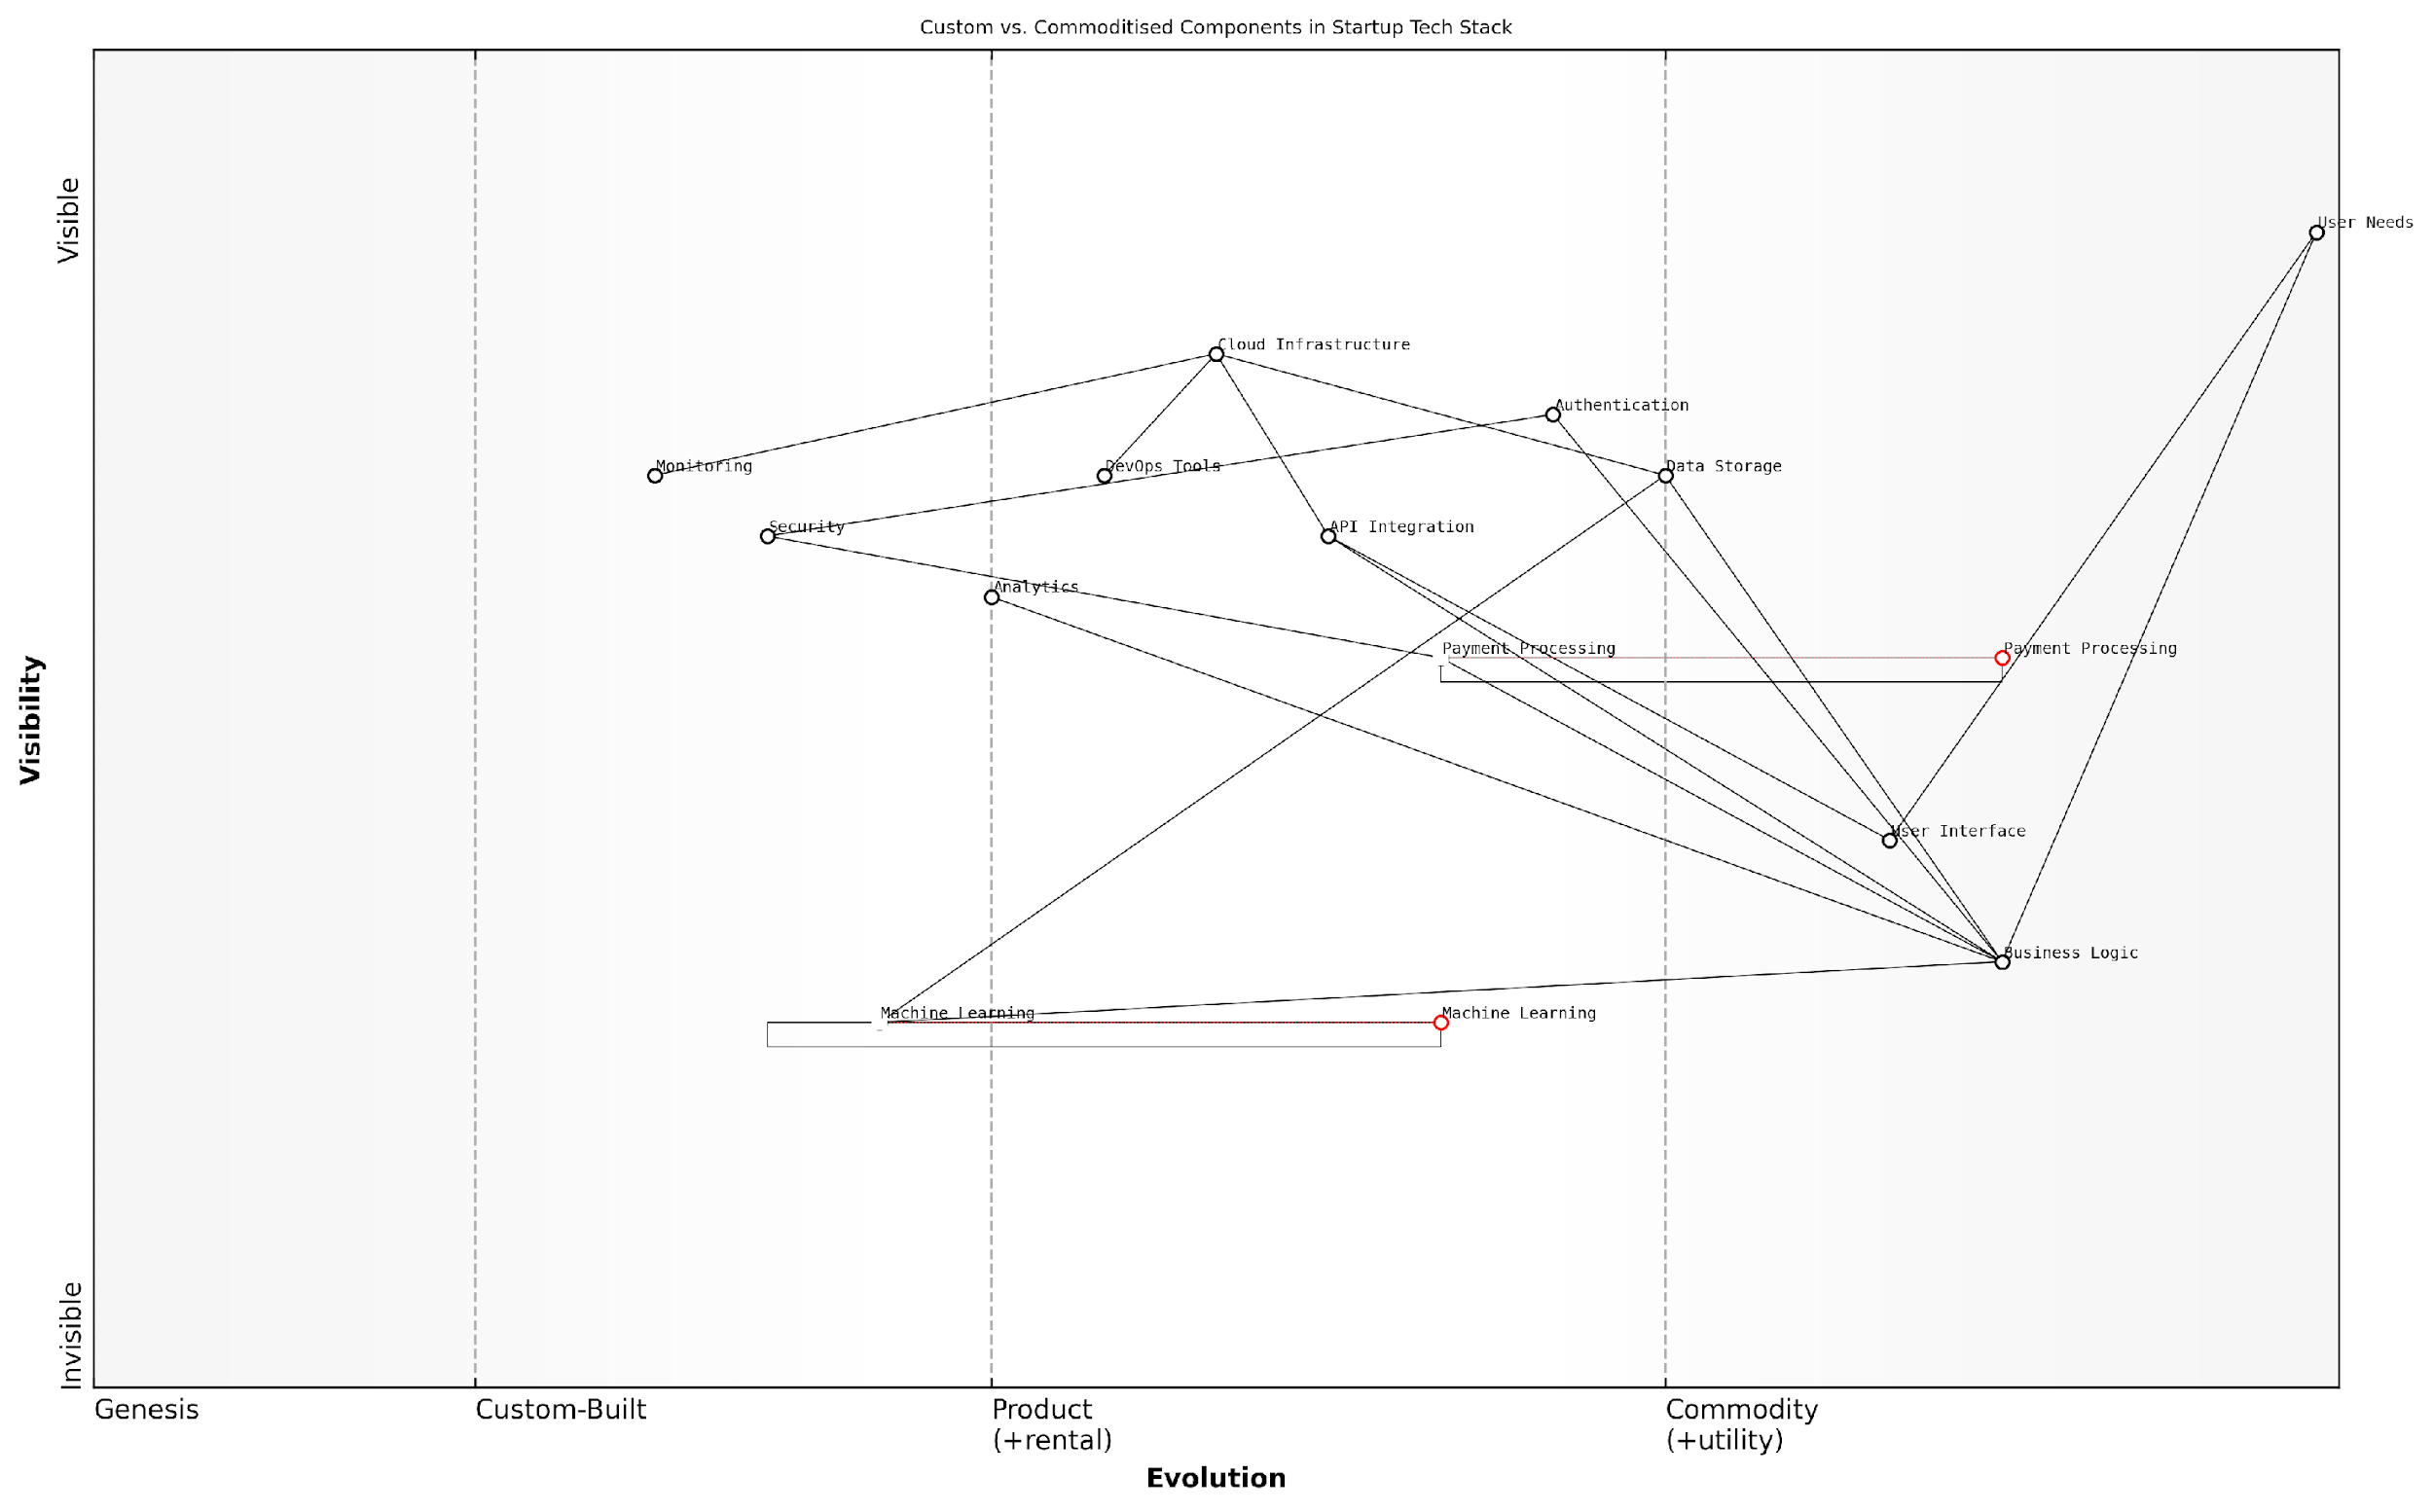 Custom vs. Commoditised Components in Startup Tech Stack
Visible
User Needs
Cloud Infrastructure
Authentication
Monitoring
DevOps Tools
Data Storage
Security
API Integration
Analytics
Payment Processing
Payment Processing
Visibility
User Interface
Business Logic
Machine Learning
Machine Learning
Invisible
Genesis
Custom-Built
Product
(+rental)
Commodity
(+utility)
Evolution